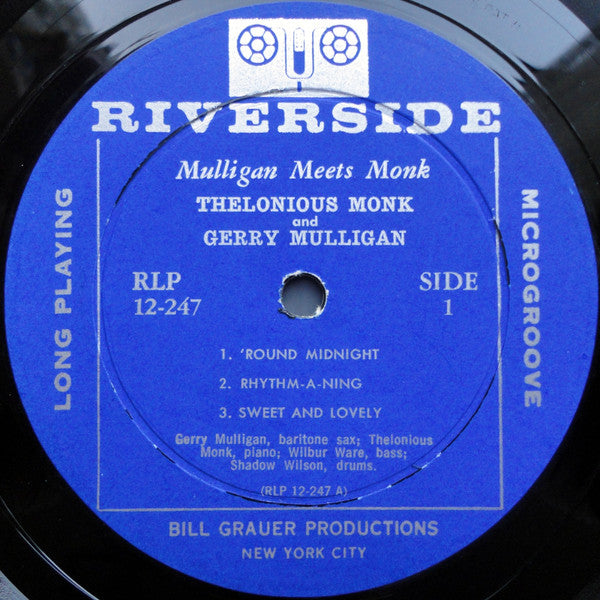 RIVERSIDE
Mulligan Meets Monk
THELONIOUS MONK
and
GERRY MULLIGAN
LONG PLAYING
MICROGROOVE
RLP
12-247
SIDE
1
1. 'ROUND MIDNIGHT
2. RHYTHM-A-NING
3. SWEET AND LOVELY
Gerry Mulligan, baritone sax; Thelonious
Monk, piano; Wilbur Ware, bass;
Shadow Wilson, drums.
(RLP 12-247 A)
BILL GRAUER PRODUCTIONS
NEW YORK CITY